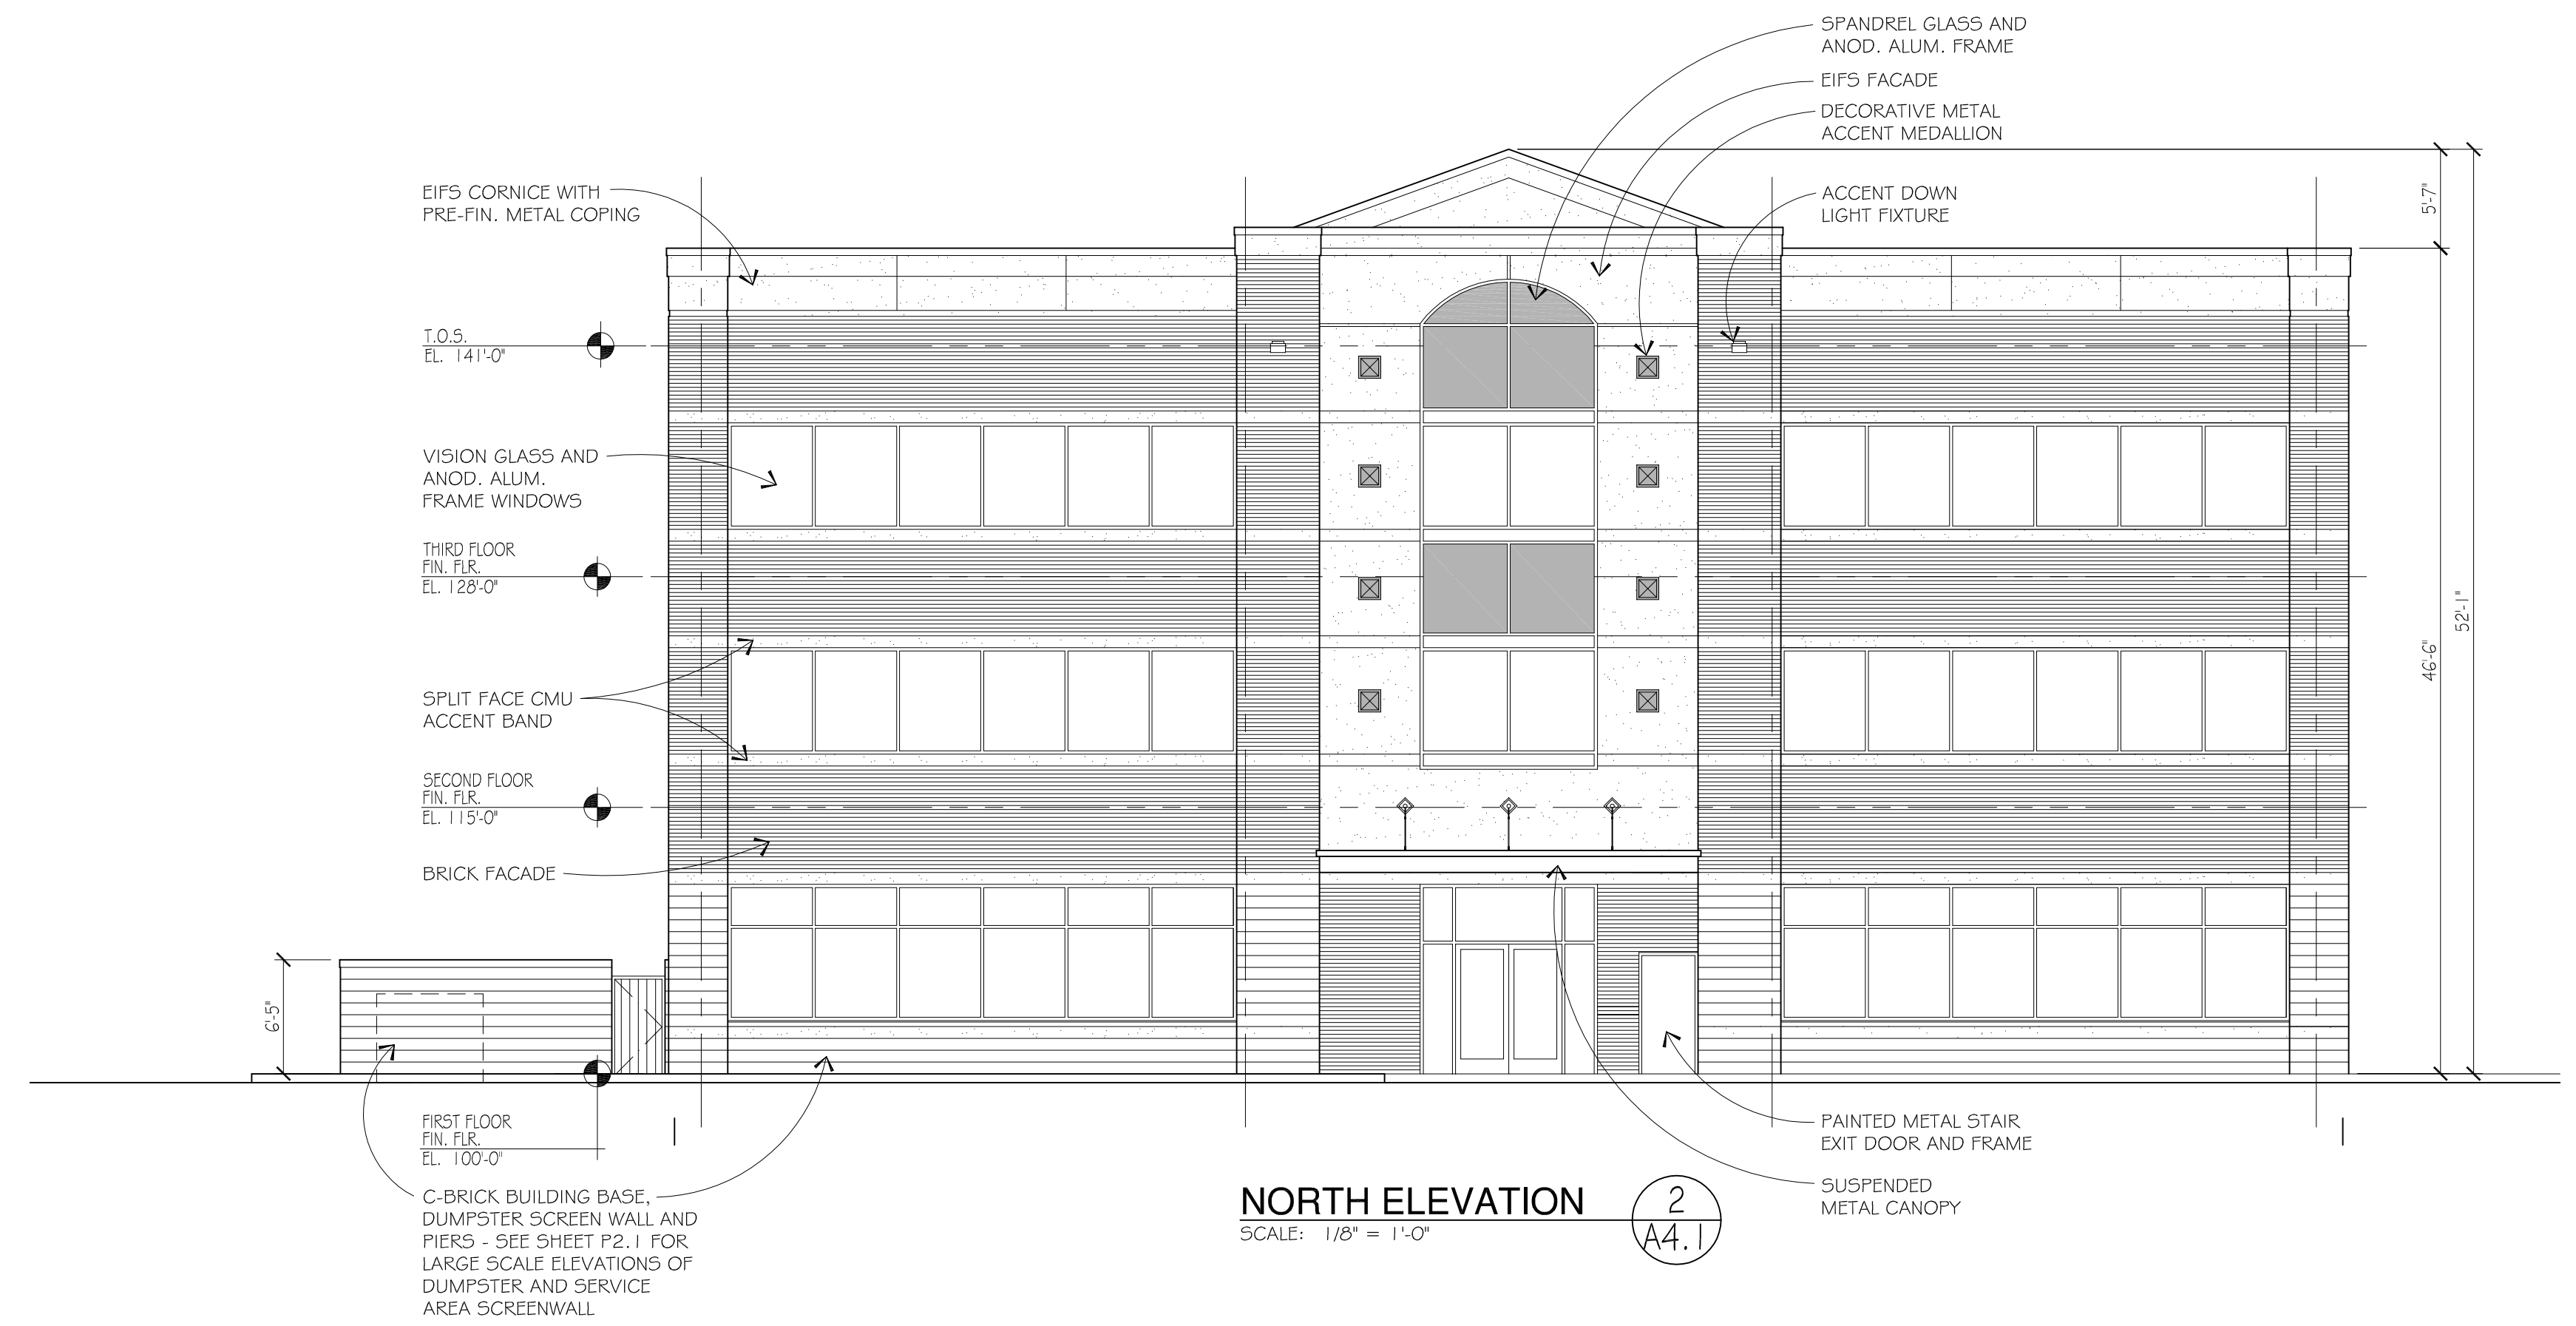 SPANDREL GLASS AND
ANOD. ALUM. FRAME
EIFS FACADE
DECORATIVE METAL
ACCENT MEDALLION
ACCENT DOWN
LIGHT FIXTURE
EIFS CORNICE WITH
PRE-FIN. METAL COPING
5'-7"
T.O.S.
EL. 141'-0"
VISION GLASS AND
ANOD. ALUM.
FRAME WINDOWS
THIRD FLOOR
FIN. FLR.
EL. 128'-0"
52'-1"
46'-6"
SPLIT FACE CMU
ACCENT BAND
SECOND FLOOR
FIN. FLR.
EL. 115'-0"
BRICK FACADE
6'-5"
FIRST FLOOR
FIN. FLR.
EL. 100'-0"
C-BRICK BUILDING BASE,
DUMPSTER SCREEN WALL AND
PIERS - SEE SHEET P2.1 FOR
LARGE SCALE ELEVATIONS OF
DUMPSTER AND SERVICE
AREA SCREENWALL
PAINTED METAL STAIR
EXIT DOOR AND FRAME
SUSPENDED
METAL CANOPY
NORTH ELEVATION
SCALE: 1/8" = 1'-0"
2
A4.1